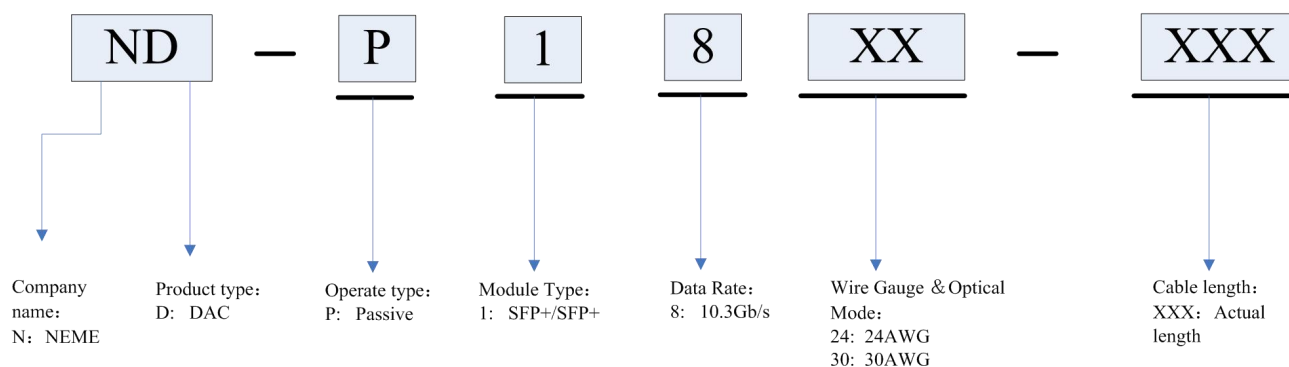 ND – P 1 8 XX – XXX
Company
name：
N： NEME
Product type：
D： DAC
Operate type：
P： Passive
Module Type：
1： SFP+/SFP+
Data Rate：
8： 10.3Gb/s
Wire Gauge＆Optical
Mode：
24: 24AWG
30: 30AWG
Cable length：
XXX： Actual
length